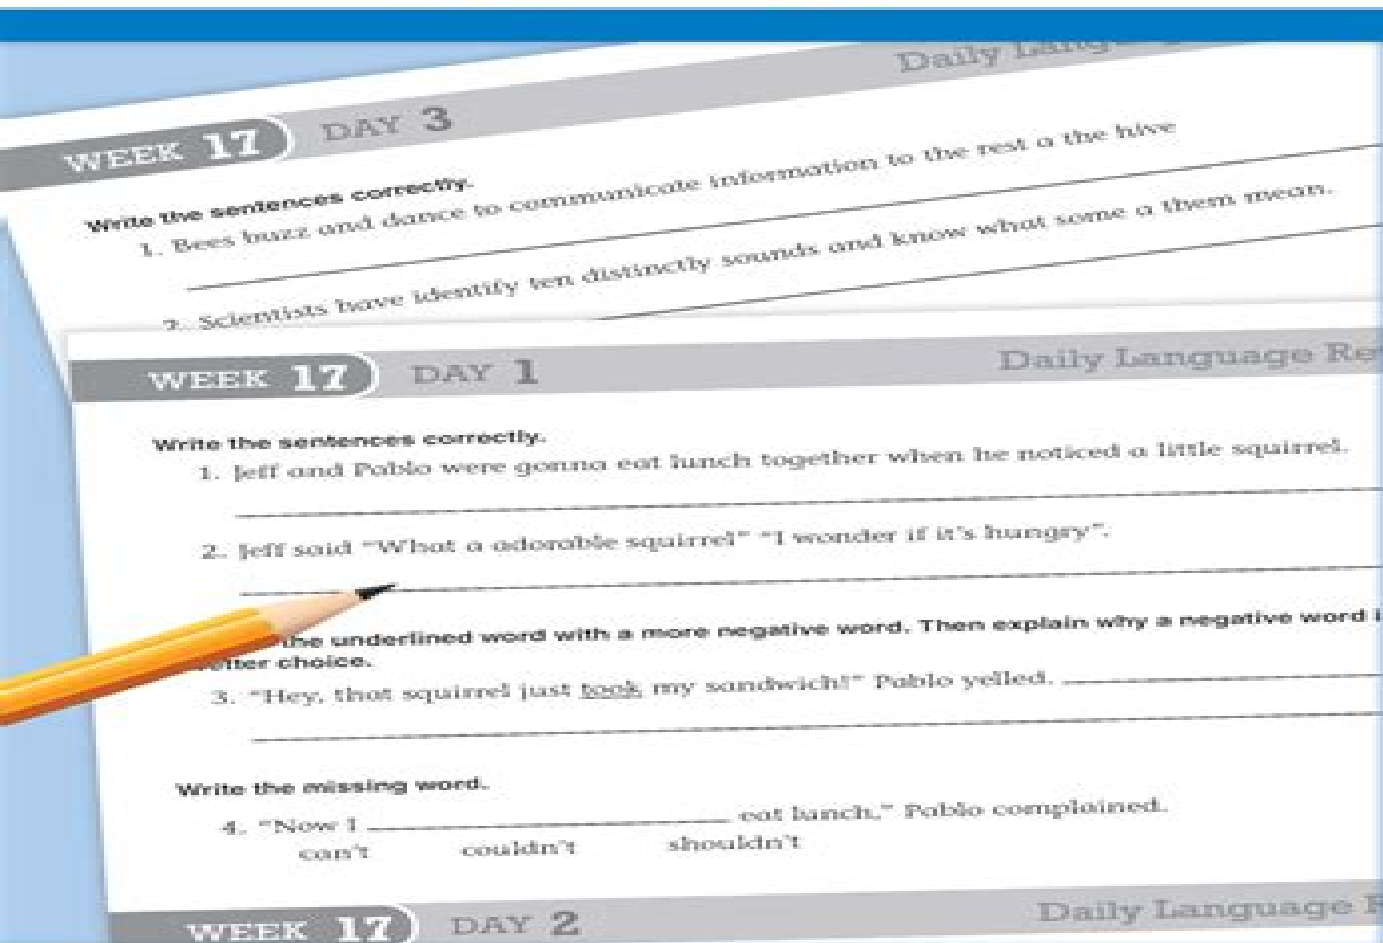 Daily Lang
WEEK 17 DAY 3
Write the sentences correctly.
1. Bees buzz and dance to communicate information to the rest a the hive
2. Scientists have identify ten distinctly sounds and know what some a them mean.
WEEK 17 DAY 1 Daily Language Re
Write the sentences correctly.
1. Jeff and Pablo were gonna eat lunch together when he noticed a little squirrel.
2. Jeff said "What a adorable squirrel" "I wonder if it's hungry".
the underlined word with a more negative word. Then explain why a negative word i
etter choice.
3. "Hey, that squirrel just took my sandwich!" Pablo yelled.
Write the missing word.
4. "Now I eat lunch," Pablo complained.
can't couldn't shouldn't
WEEK 17 DAY 2 Daily Language R